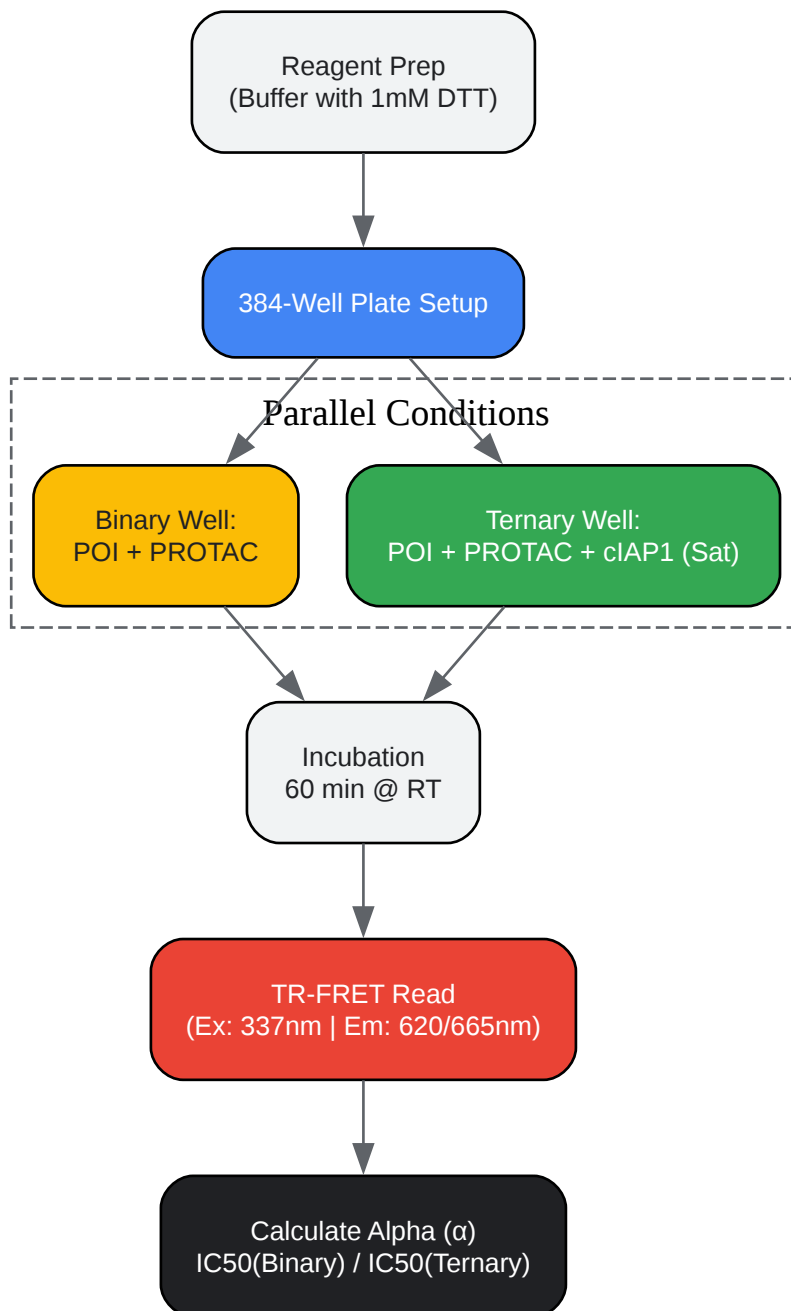 Reagent Prep
(Buffer with 1mM DTT)
384-Well Plate Setup
Parallel Conditions
Binary Well:
POI + PROTAC
Ternary Well:
POI + PROTAC + cIAP1 (Sat)
Incubation
60 min @ RT
TR-FRET Read
(Ex: 337nm | Em: 620/665nm)
Calculate Alpha (α)
IC50(Binary) / IC50(Ternary)